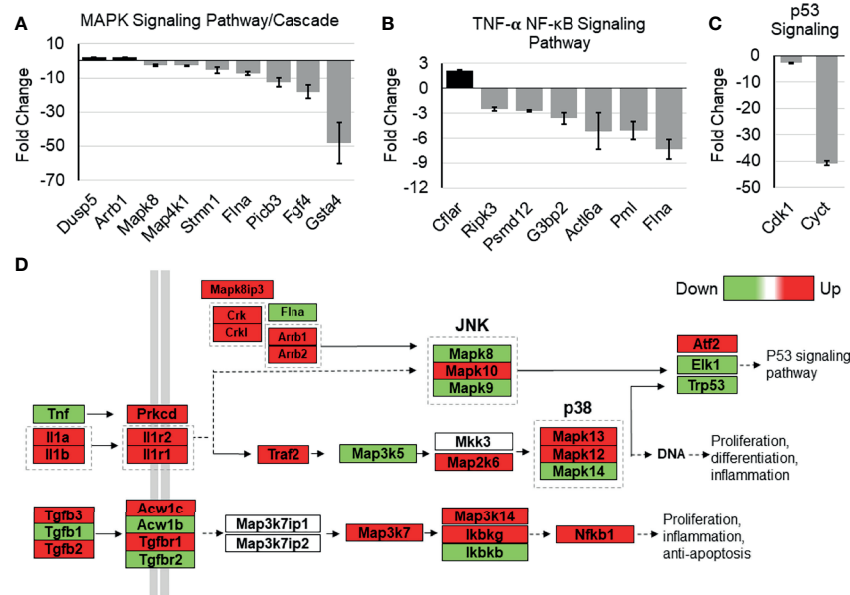 A
MAPK Signaling Pathway/Cascade
Fold Change
10
-10
-30
-50
-70
Dusp5
Arrb1
Mapk8
Map4k1
Stmn1
Flna
Plcb3
Fgf4
Gsta4
B
TNF-α NF-κB Signaling
Pathway
Fold Change
3
0
-3
-6
-9
-12
Cflar
Ripk3
Psmd12
G3bp2
Actl6a
Pml
Flna
C
p53
Signaling
Fold Change
0
-10
-20
-30
-40
-50
Cdk1
Cyct
D
Down
Up
Mapk8ip3
Crk
Crkl
Flna
Arrb1
Arrb2
JNK
Mapk8
Mapk10
Mapk9
Atf2
Elk1
Trp53
P53 signaling
pathway
Tnf
Prkcd
Il1a
Il1b
Il1r2
Il1r1
Traf2
Map3k5
Mkk3
Map2k6
p38
Mapk13
Mapk12
Mapk14
DNA
Proliferation,
differentiation,
inflammation
Tgfb3
Tgfb1
Tgfb2
Acw1c
Acw1b
Tgfbr1
Tgfbr2
Map3k7ip1
Map3k7ip2
Map3k7
Map3k14
Ikbkg
Ikbkb
Nfkb1
Proliferation,
inflammation,
anti-apoptosis